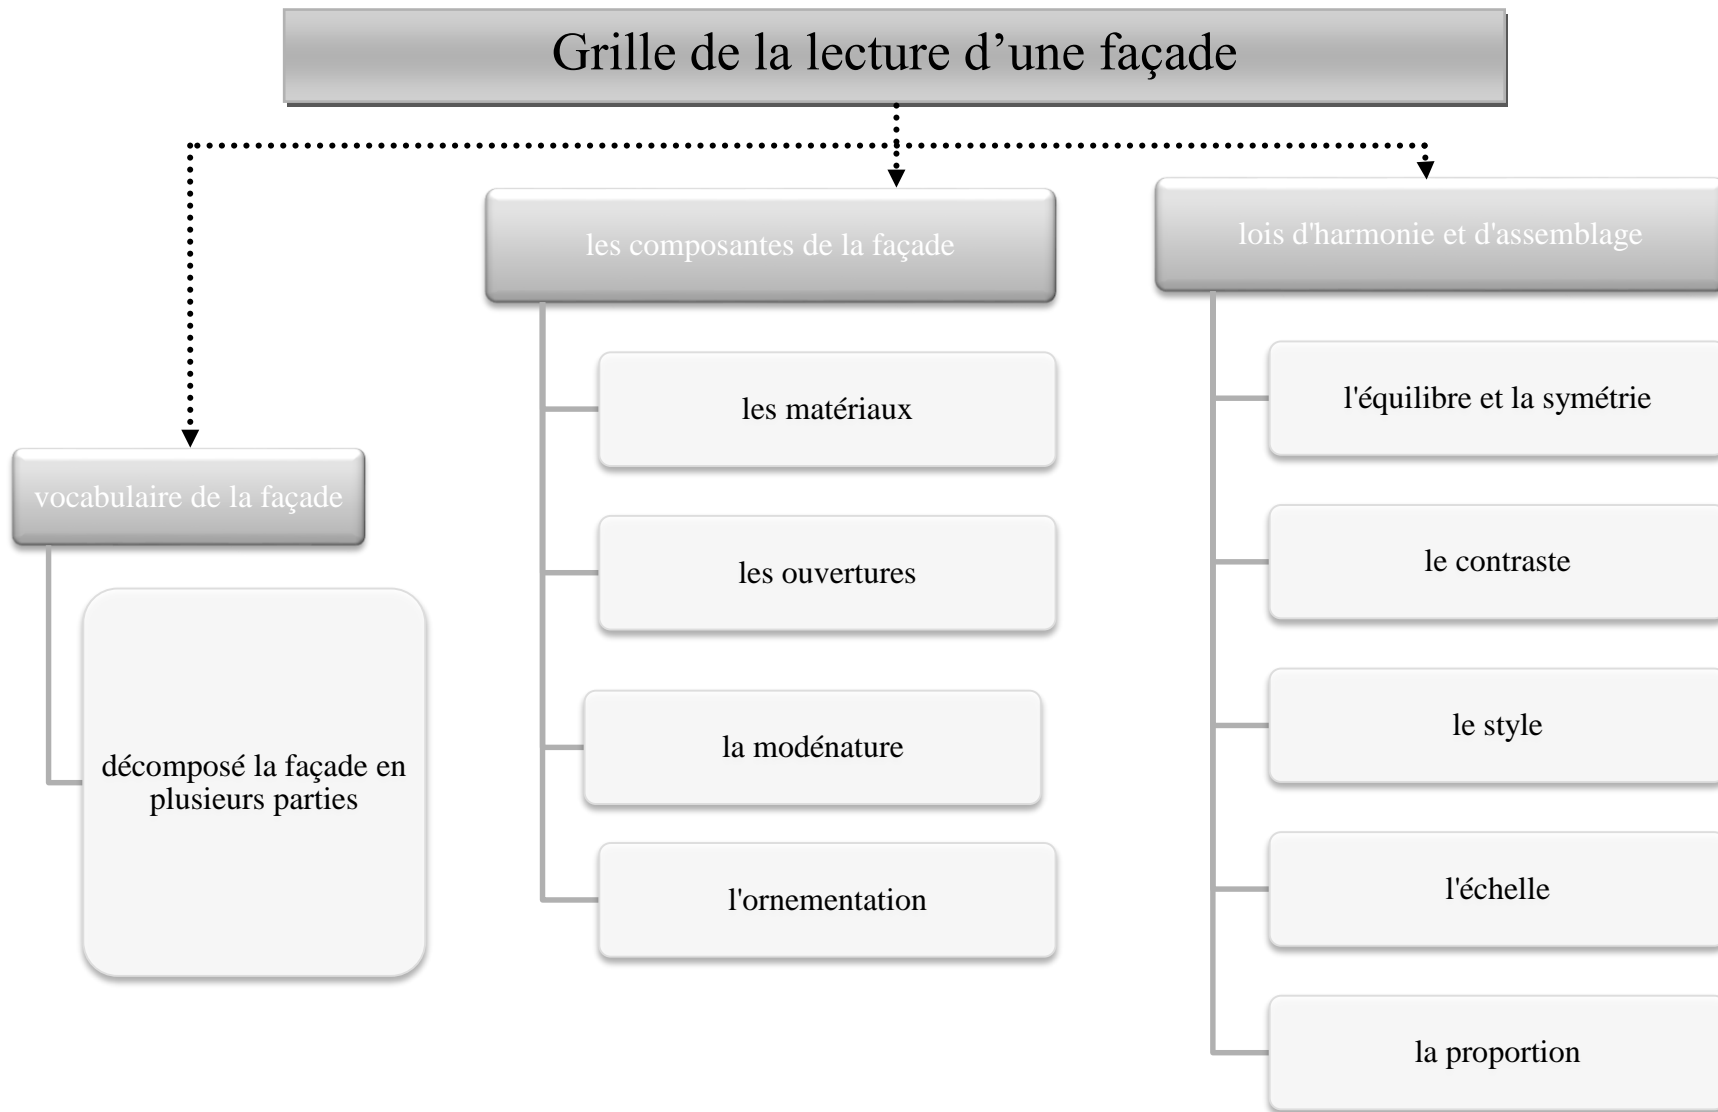 Grille de la lecture d’une façade
vocabulaire de la façade
décomposé la façade en
plusieurs parties
les composantes de la façade
les matériaux
les ouvertures
la modénature
l'ornementation
lois d'harmonie et d'assemblage
l'équilibre et la symétrie
le contraste
le style
l'échelle
la proportion